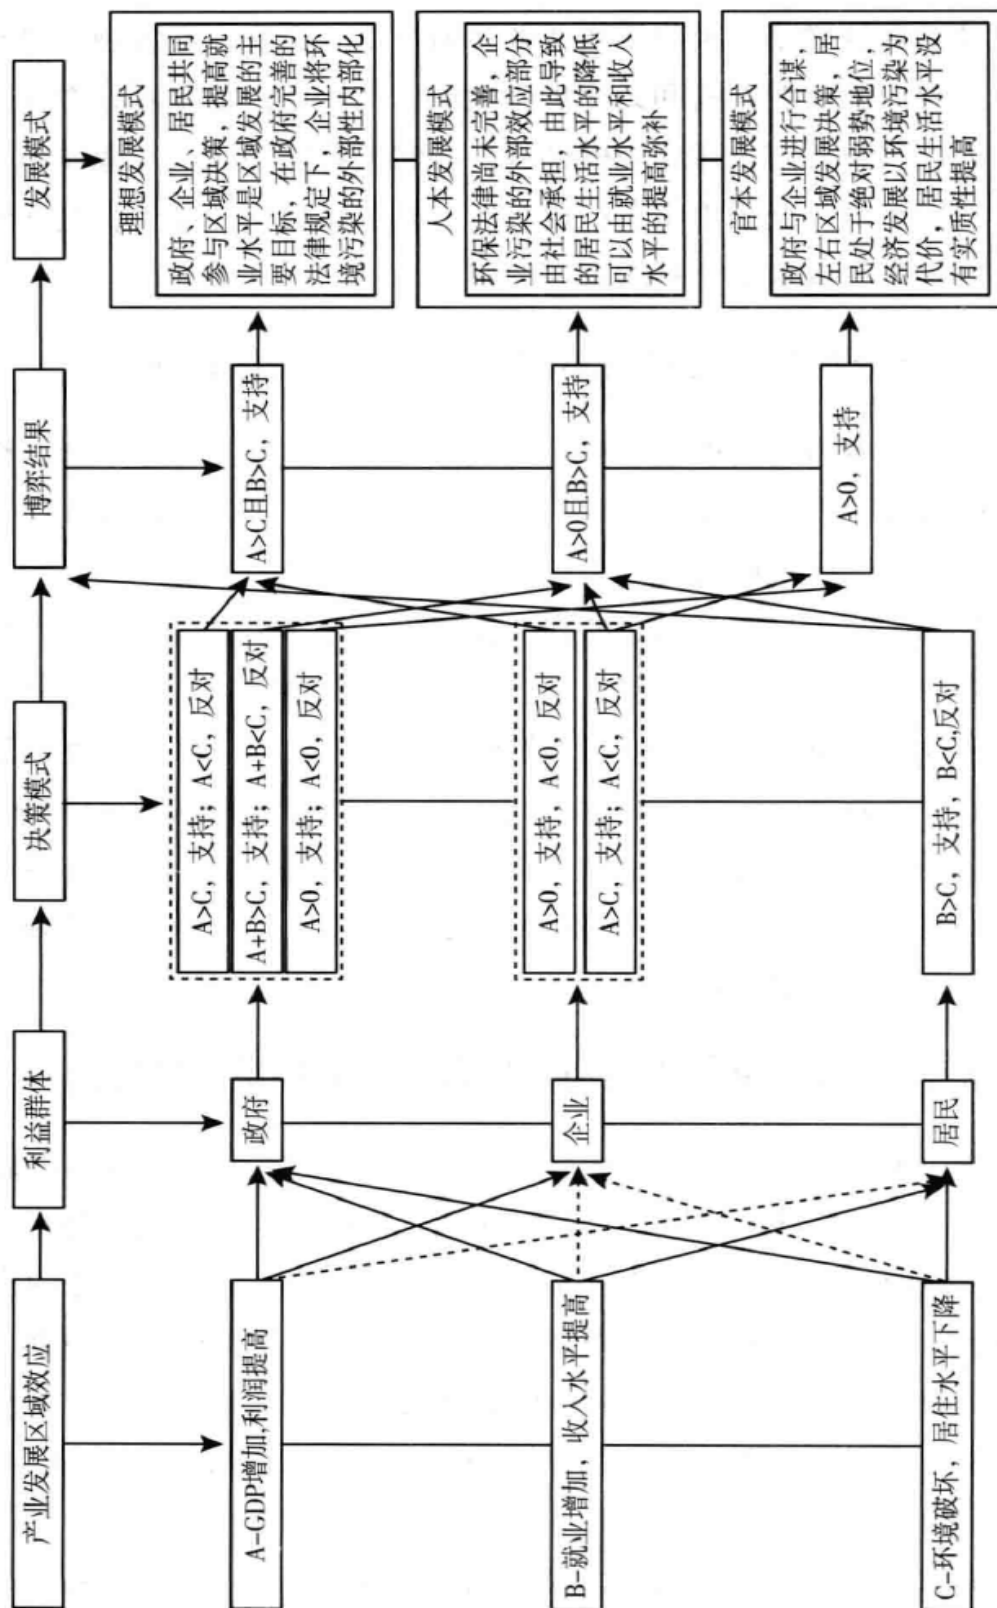 产业发展区域效应
利益群体
决策模式
博弈结果
发展模式
A-GDP增加,利润提高
B-就业增加，收入水平提高
C-环境破坏，居住水平下降
政府
企业
居民
A>C，支持；A<C，反对
A+B>C，支持；A+B<C，反对
A>0，支持；A<0，反对
A>0，支持，A<0，反对
A>C，支持；A<C，反对
B>C，支持，B<C,反对
A>C且B>C，支持
A>0且B>C，支持
A>0，支持
理想发展模式
政府、企业、居民共同
参与区域决策，提高就
业水平是区域发展的主
要目标，在政府完善的
法律规定下，企业将环
境污染的外部性内部化
人本发展模式
环保法律尚未完善，企
业污染的外部效应部分
由社会承担，由此导致
的居民生活水平的降低
可以由就业水平和收入
水平的提高弥补
官本发展模式
政府与企业进行合谋，
左右区域发展决策，居
民处于绝对弱势地位，
经济发展以环境污染为
代价，居民生活水平没
有实质性提高